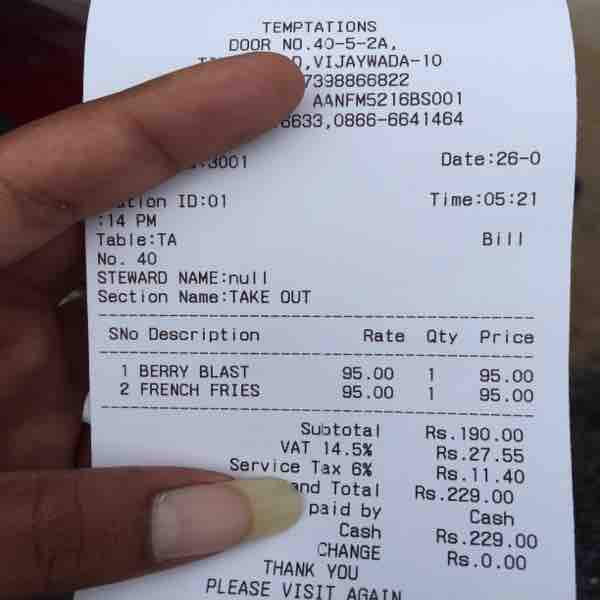 TEMPTATIONS
DOOR NO.40-5-2A,
,VIJAYWADA-10
7398866822
AANFM5216BS001
6633,0866-6641464
:3001 Date:26-0
ID:01 Time:05:21
:14 PM
Table:TA Bill
No. 40
STEWARD NAME:null
Section Name:TAKE OUT
SNo Description Rate Qty Price
1 BERRY BLAST 95.00 1 95.00
2 FRENCH FRIES 95.00 1 95.00
Subtotal Rs.190.00
VAT 14.5% Rs.27.55
Service Tax 6% Rs.11.40
and Total Rs.229.00
paid by Cash
Cash Rs.229.00
CHANGE Rs.0.00
THANK YOU
PLEASE VISIT AGAIN